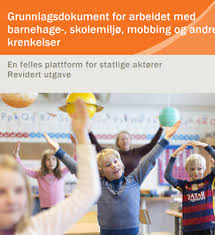 Grunnlagsdokument for arbeidet med
barnehage-, skolemiljø, mobbing og andre
krenkelser
En felles plattform for statlige aktører
Revidert utgave